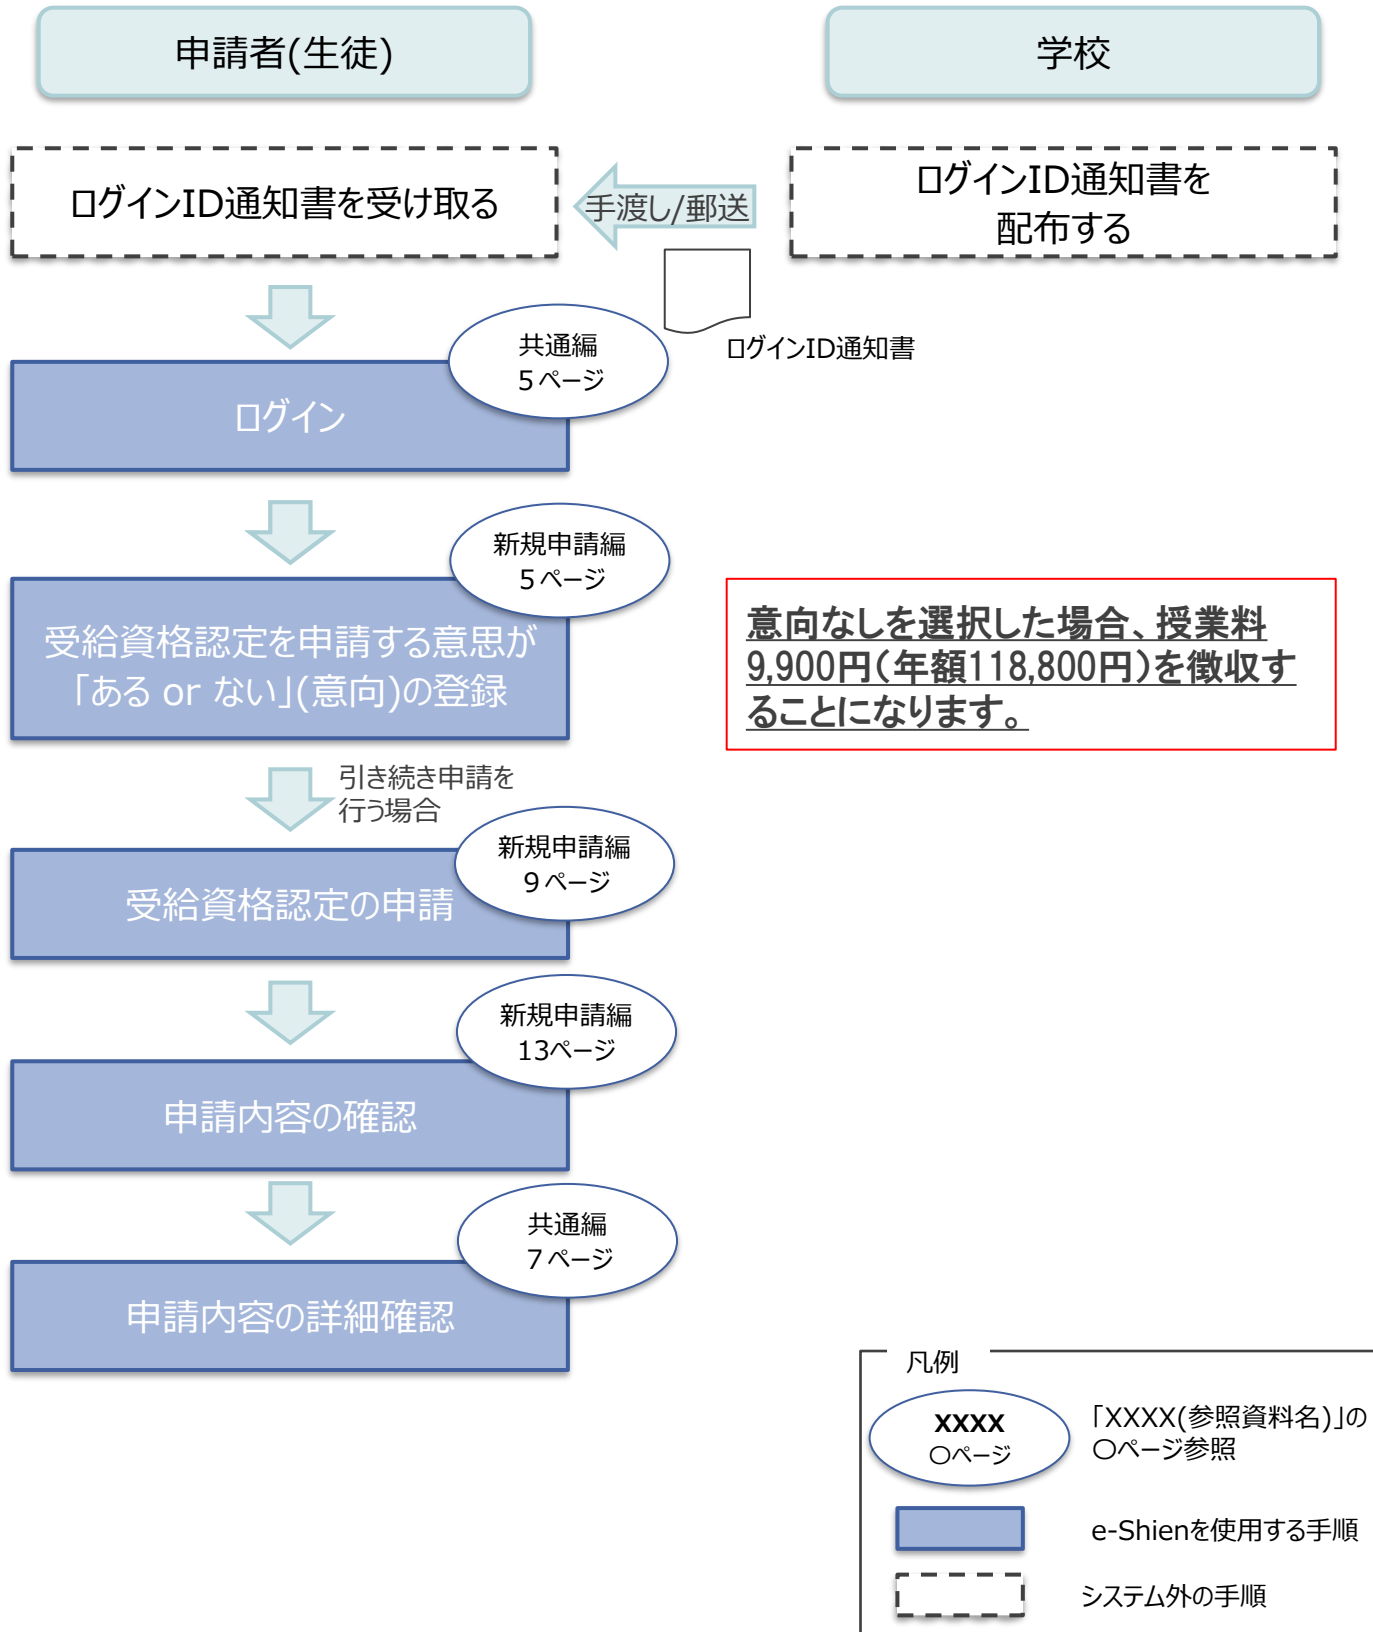 申請者(生徒)
学校
ログインID通知書を受け取る
手渡し/郵送
ログインID通知書を
配布する
ログインID通知書
共通編
5ページ
ログイン
新規申請編
5ページ
受給資格認定を申請する意思が
「ある or ない」(意向)の登録
意向なしを選択した場合、授業料
9,900円(年額118,800円)を徴収す
ることになります。
引き続き申請を
行う場合
新規申請編
9ページ
受給資格認定の申請
新規申請編
13ページ
申請内容の確認
共通編
7ページ
申請内容の詳細確認
凡例
XXXX
〇ページ
「XXXX(参照資料名)」の
〇ページ参照
e-Shienを使用する手順
システム外の手順